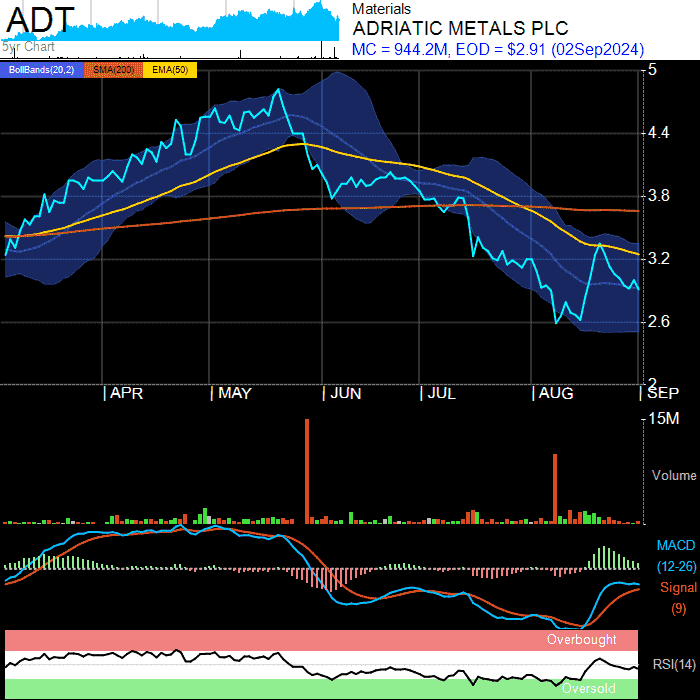 ADT
5yr Chart
Materials
ADRIATIC METALS PLC
MC = 944.2M, EOD = $2.91 (02Sep2024)
BollBands(20,2) SMA(200) EMA(50)
5
4.4
3.8
3.2
2.6
2
APR MAY JUN JUL AUG SEP
15M
Volume
MACD
(12-26)
Signal
(9)
Overbought
RSI(14)
Oversold